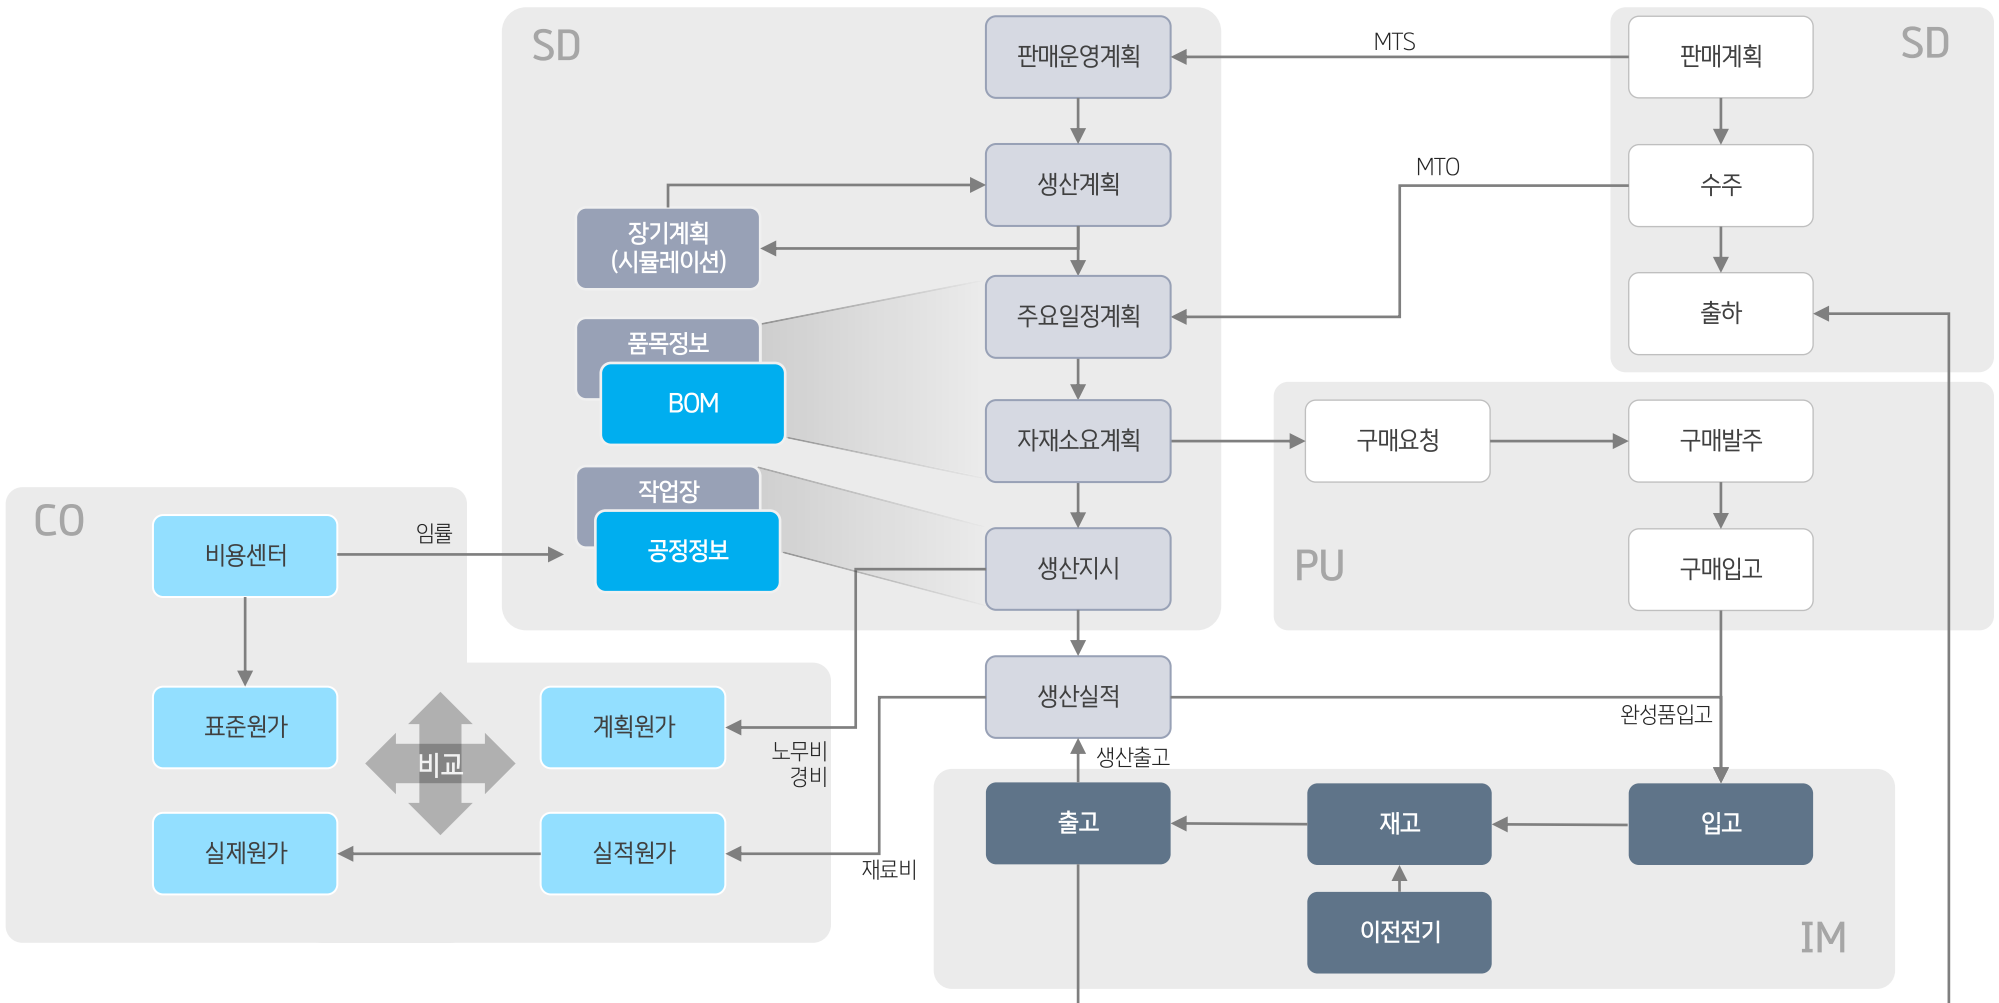 SD
판매운영계획
MTS
판매계획
SD
생산계획
MTO
수주
장기계획
(시뮬레이션)
주요일정계획
출하
품목정보
BOM
자재소요계획
구매요청
구매발주
작업장
공정정보
생산지시
PU
구매입고
CO
비용센터
임률
생산실적
완성품입고
표준원가
비교
계획원가
노무비
경비
생산출고
실제원가
실적원가
재료비
출고
재고
입고
이전전기
IM